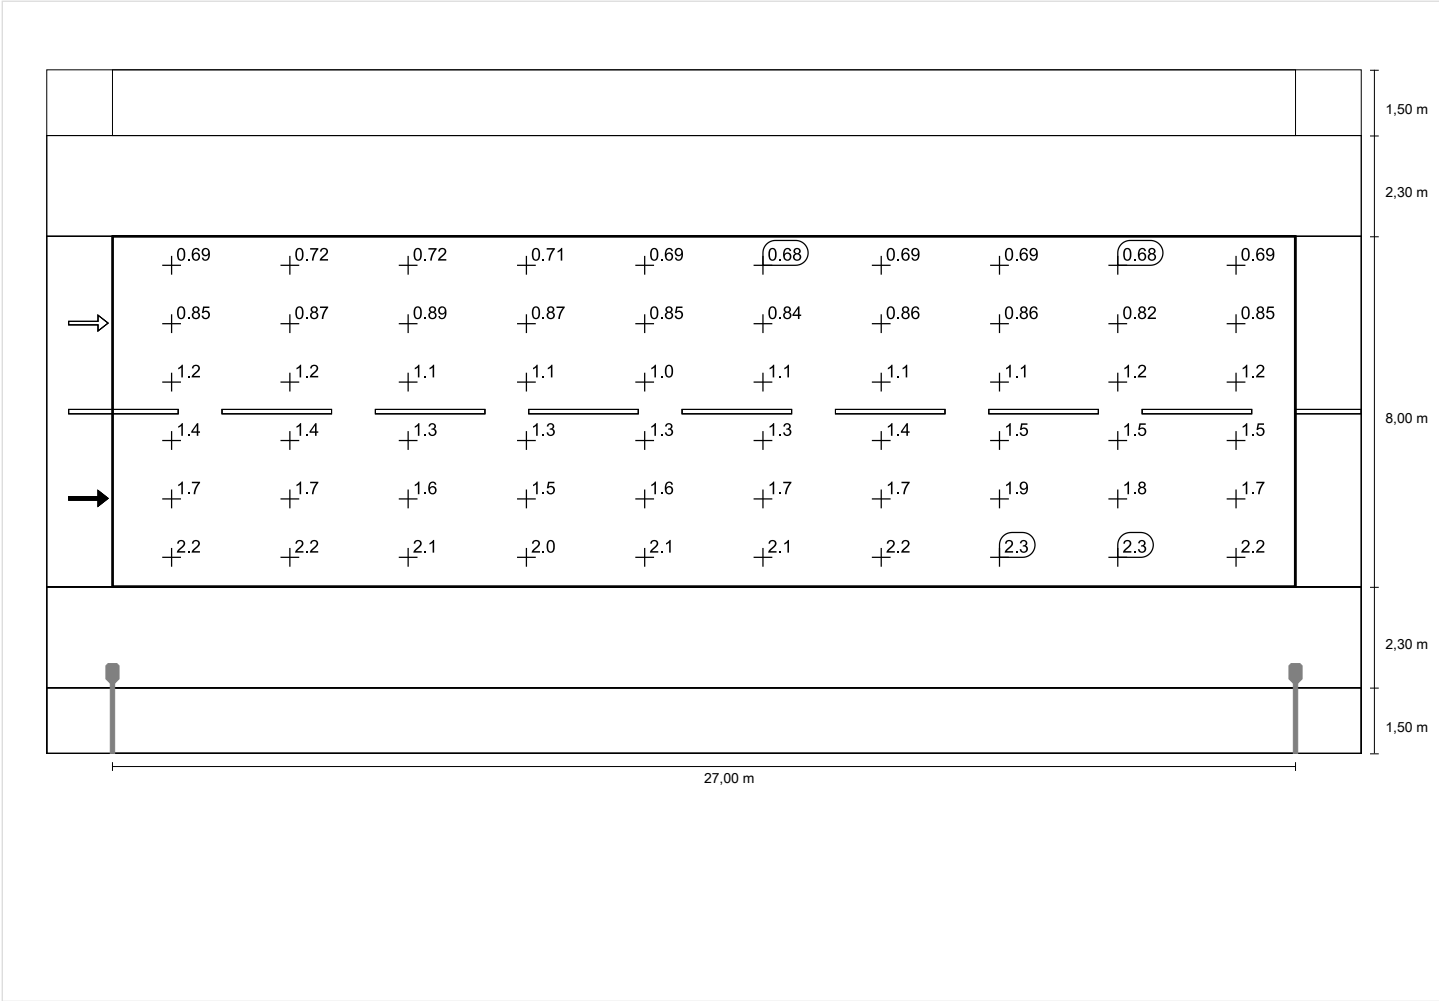 1,50 m
2,30 m
0.69 0.72 0.72 0.71 0.69 0.68 0.69 0.69 0.68 0.69
0.85 0.87 0.89 0.87 0.85 0.84 0.86 0.86 0.82 0.85
1.2 1.2 1.1 1.1 1.0 1.1 1.1 1.1 1.2 1.2
8,00 m
1.4 1.4 1.3 1.3 1.3 1.3 1.4 1.5 1.5 1.5
1.7 1.7 1.6 1.5 1.6 1.7 1.7 1.9 1.8 1.7
2.2 2.2 2.1 2.0 2.1 2.1 2.2 2.3 2.3 2.2
2,30 m
1,50 m
27,00 m